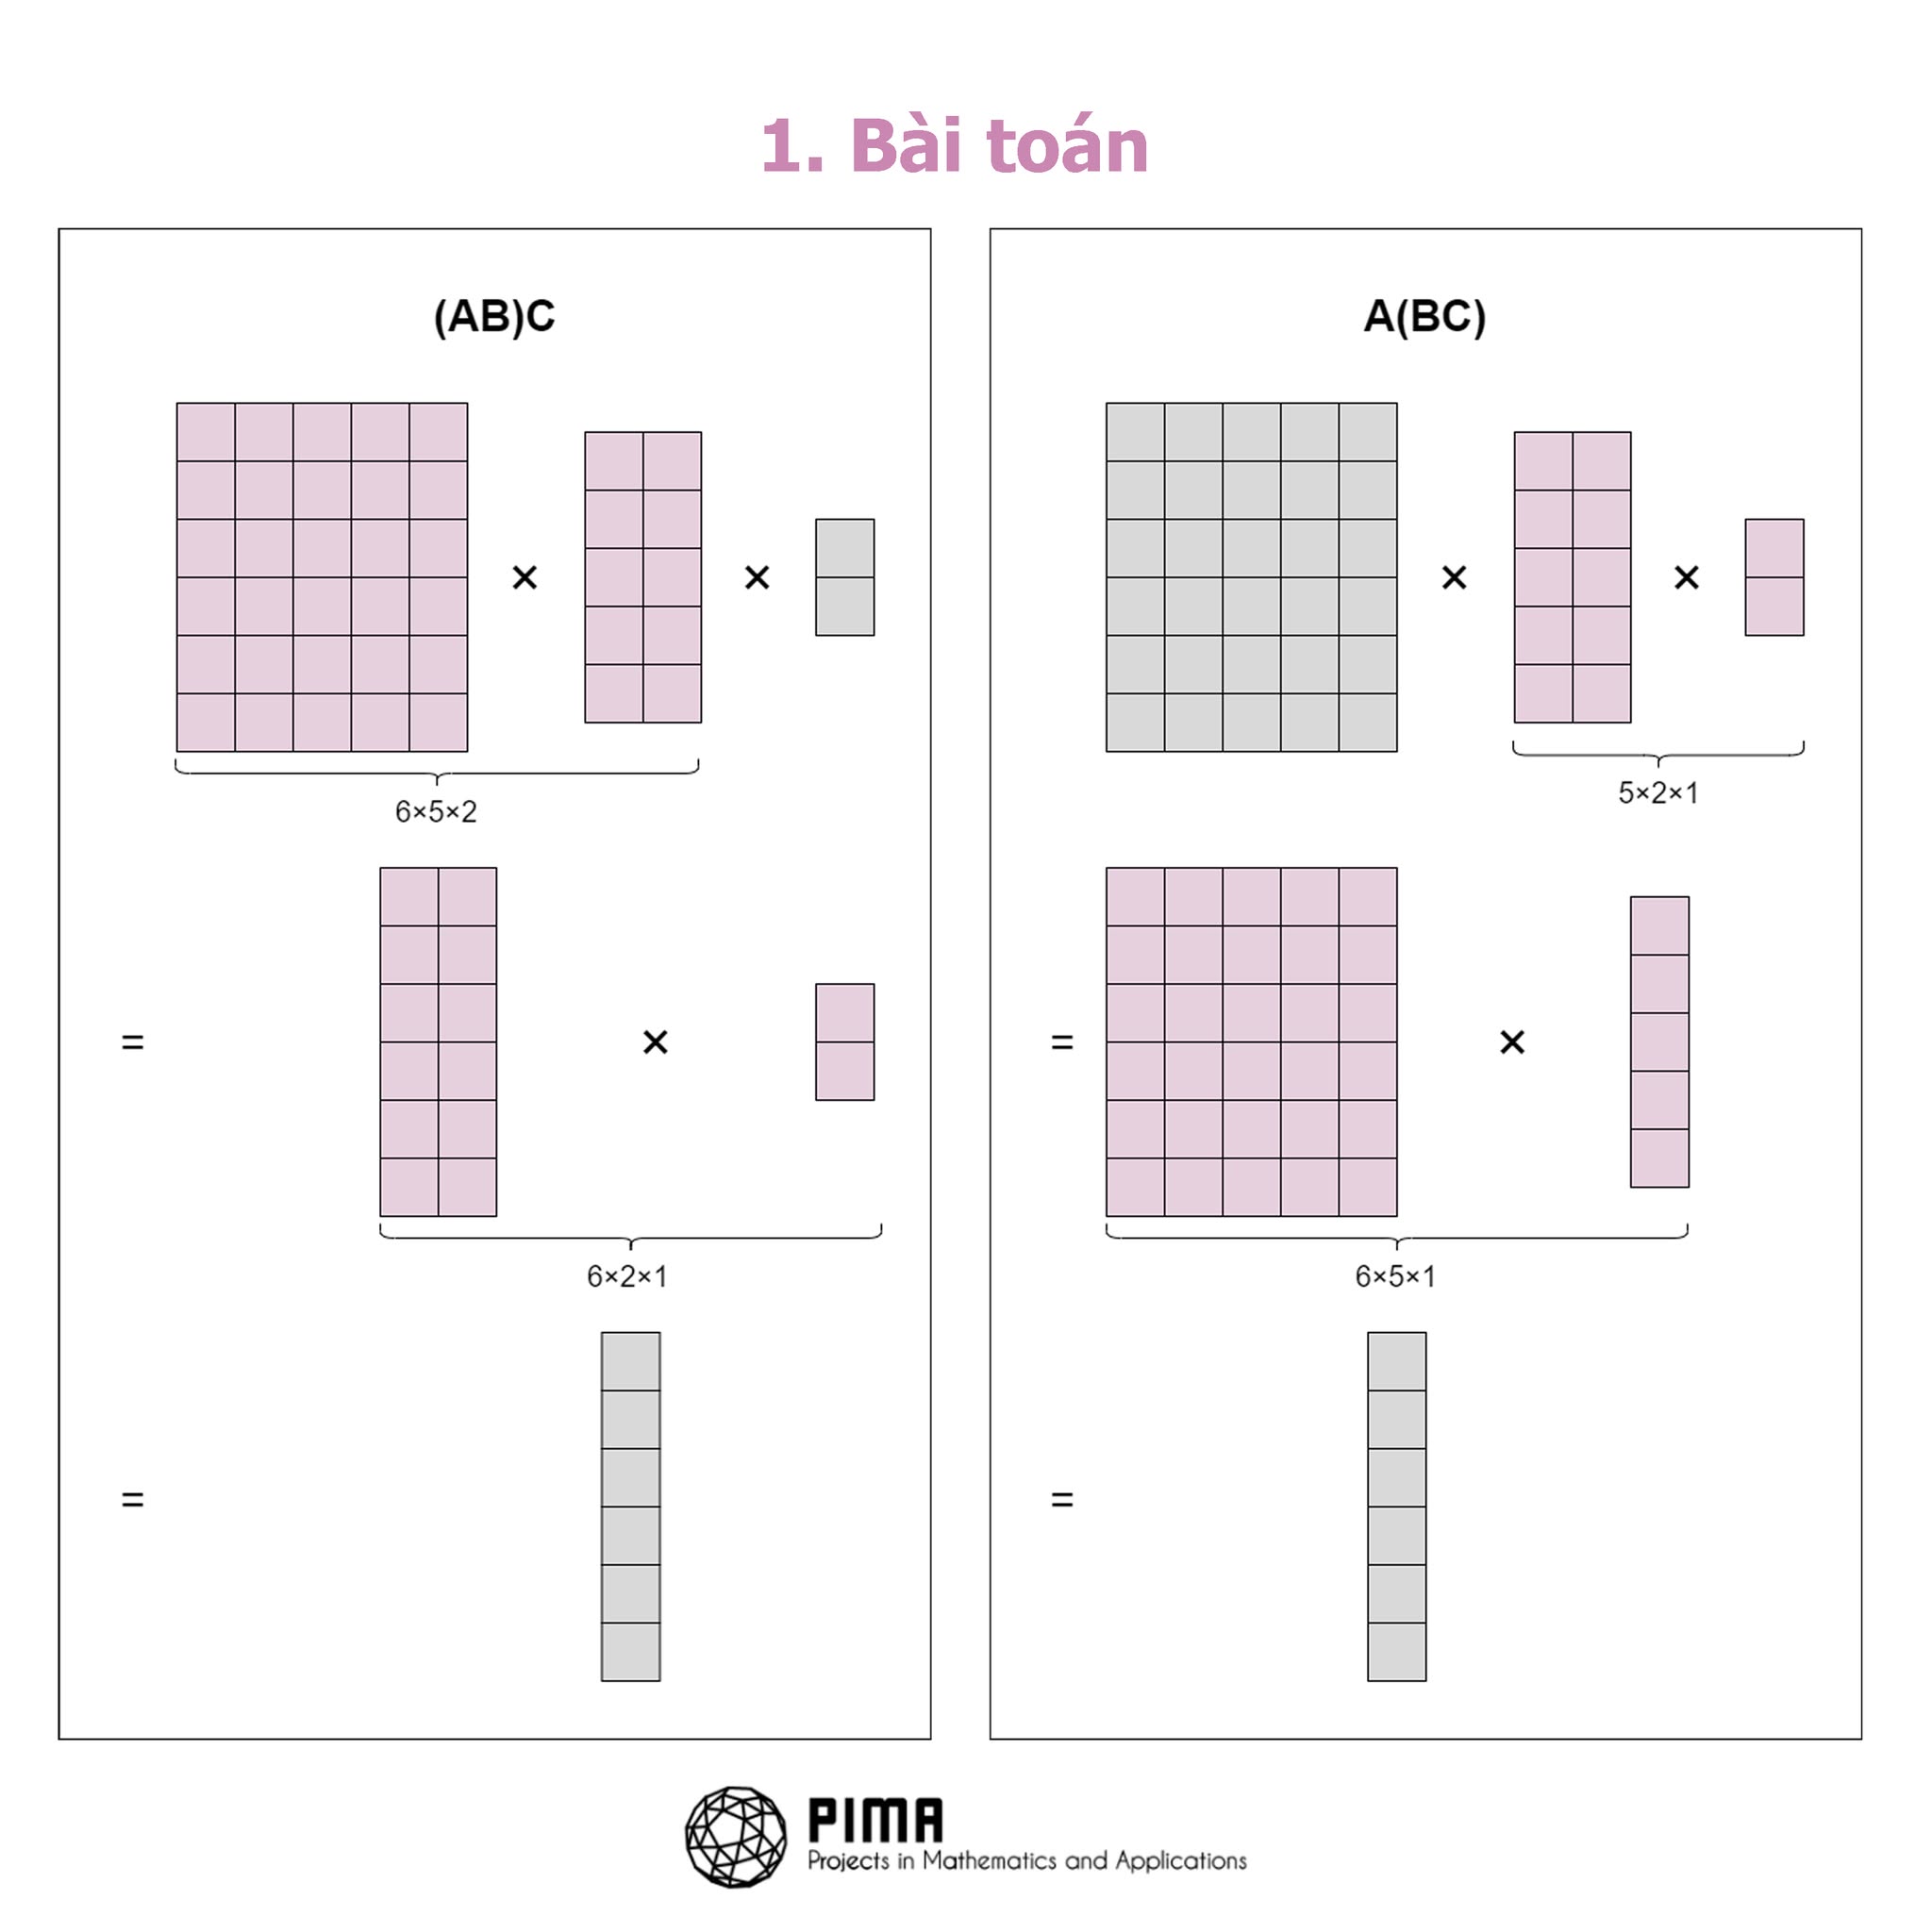 1. Bài toán
(AB)C
×
×
6×5×2
=
×
6×2×1
=
A(BC)
×
×
5×2×1
=
×
6×5×1
=
PIMA
Projects in Mathematics and Applications